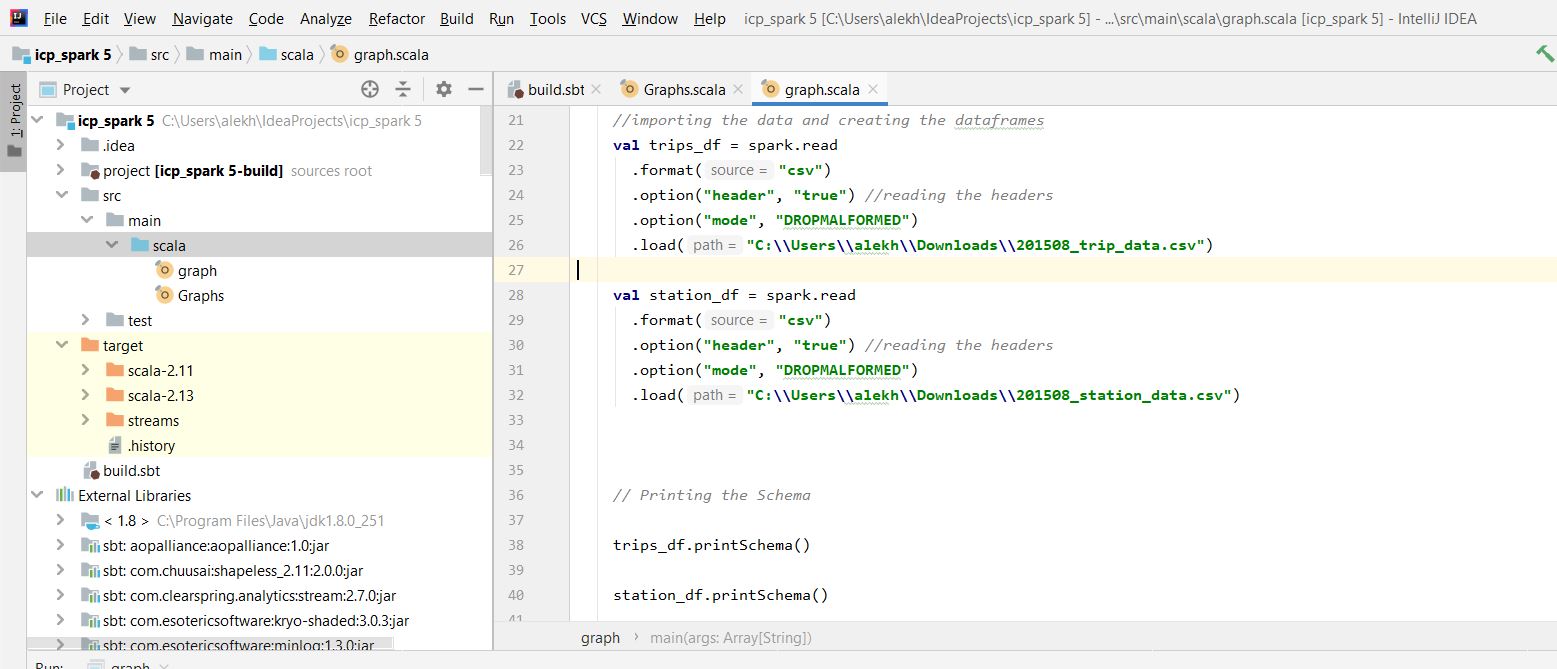 File Edit View Navigate Code Analyze Refactor Build Run Tools VCS Window Help icp_spark 5 [C:\Users\alekh\IdeaProjects\icp_spark 5] - ...\src\main\scala\graph.scala [icp_spark 5] - IntelliJ IDEA
icp_spark 5 src main scala graph.scala
1: Project
Project
build.sbt Graphs.scala graph.scala
icp_spark 5 C:\Users\alekh\IdeaProjects\icp_spark 5
.idea
project [icp_spark 5-build] sources root
src
main
scala
graph
Graphs
test
target
scala-2.11
scala-2.13
streams
.history
build.sbt
External Libraries
< 1.8 > C:\Program Files\Java\jdk1.8.0_251
sbt: aopalliance:aopalliance:1.0:jar
sbt: com.chuusai:shapeless_2.11:2.0.0:jar
sbt: com.clearspring.analytics:stream:2.7.0:jar
sbt: com.esotericsoftware:kryo-shaded:3.0.3:jar
sbt: com.esotericsoftware:minlog:1.3.0:jar
21 //importing the data and creating the dataframes
22 val trips_df = spark.read
23 .format( source = "csv")
24 .option("header", "true") //reading the headers
25 .option("mode", "DROPMALFORMED")
26 .load( path = "C:\\Users\\alekh\\Downloads\\201508_trip_data.csv")
27
28 val station_df = spark.read
29 .format( source = "csv")
30 .option("header", "true") //reading the headers
31 .option("mode", "DROPMALFORMED")
32 .load( path = "C:\\Users\\alekh\\Downloads\\201508_station_data.csv")
33
34
35
36 // Printing the Schema
37
38 trips_df.printSchema()
39
40 station_df.printSchema()
41
graph main(args: Array[String])
Run: graph